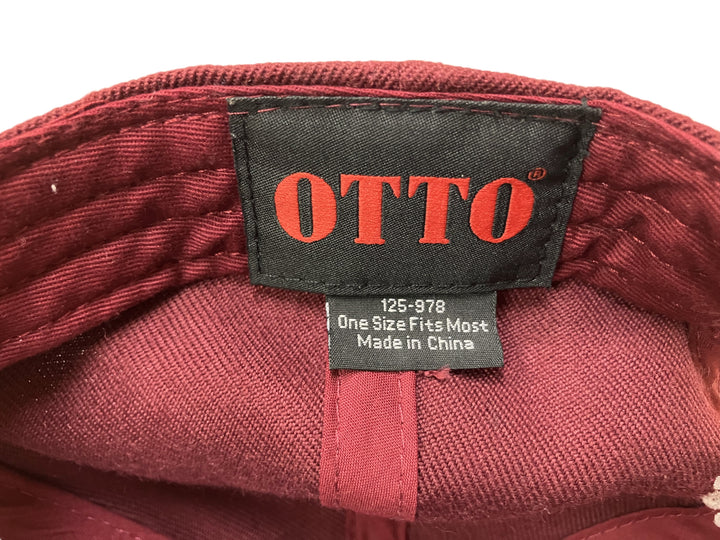 OTTO®
125-978
One Size Fits Most
Made in China